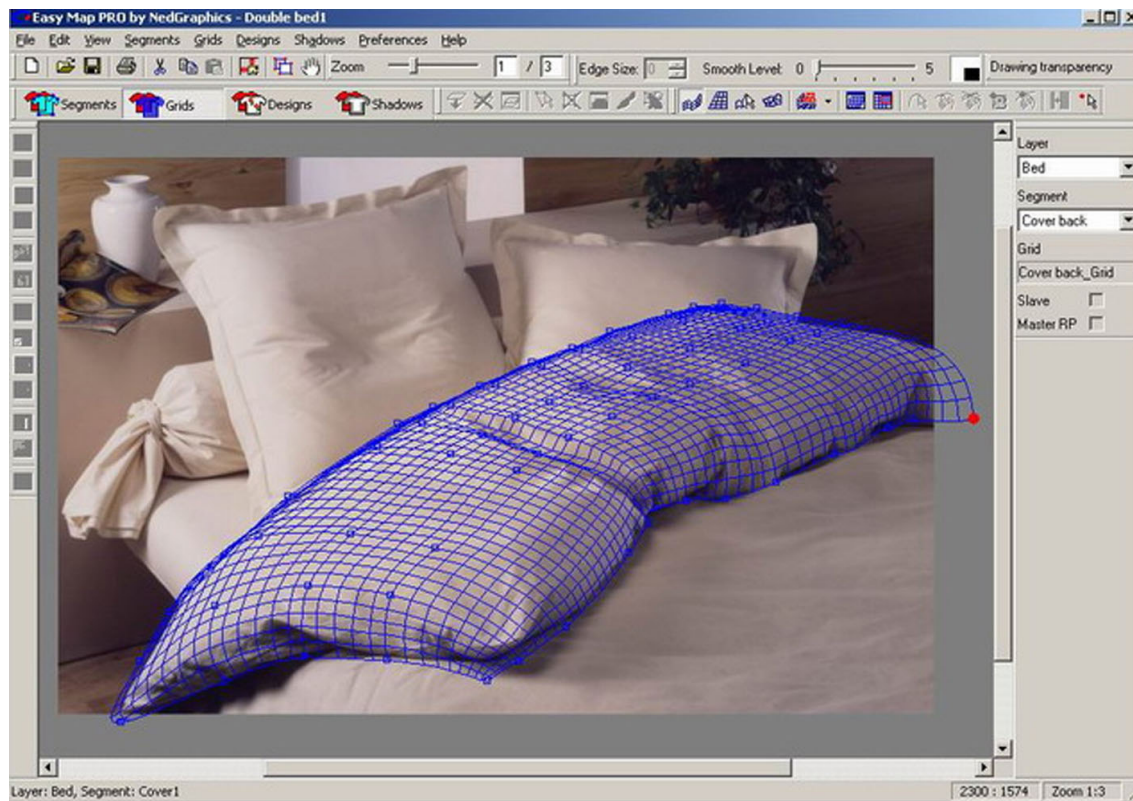 Easy Map PRO by NedGraphics - Double bed1
File Edit View Segments Grids Designs Shadows Preferences Help
Zoom 1 / 3 Edge Size: 0 Smooth Level: 0 5 Drawing transparency
Segments Grids Designs Shadows
Layer
Bed
Segment
Cover back
Grid
Cover back_Grid
Slave
Master RP
Layer: Bed, Segment: Cover1 2300 : 1574 Zoom 1:3